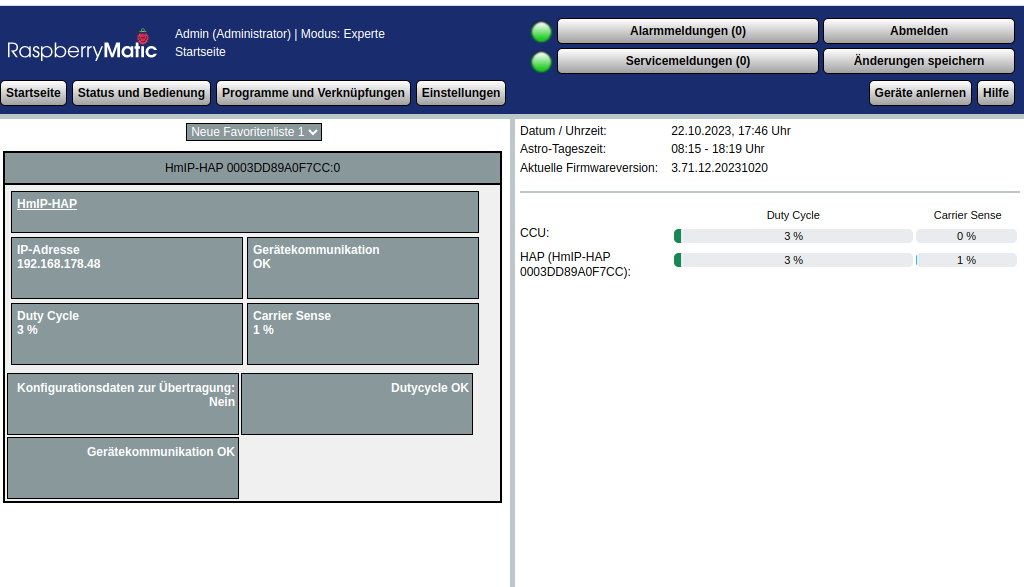 RaspberryMatic
Admin (Administrator) | Modus: Experte
Startseite
Alarmmeldungen (0)
Abmelden
Servicemeldungen (0)
Änderungen speichern
Startseite
Status und Bedienung
Programme und Verknüpfungen
Einstellungen
Geräte anlernen
Hilfe
Neue Favoritenliste 1
HmIP-HAP 0003DD89A0F7CC:0
HmIP-HAP
IP-Adresse
192.168.178.48
Gerätekommunikation
OK
Duty Cycle
3 %
Carrier Sense
1 %
Konfigurationsdaten zur Übertragung:
Nein
Dutycycle OK
Gerätekommunikation OK
Datum / Uhrzeit: 22.10.2023, 17:46 Uhr
Astro-Tageszeit: 08:15 - 18:19 Uhr
Aktuelle Firmwareversion: 3.71.12.20231020
Duty Cycle Carrier Sense
CCU: 3 % 0 %
HAP (HmIP-HAP
0003DD89A0F7CC): 3 % 1 %